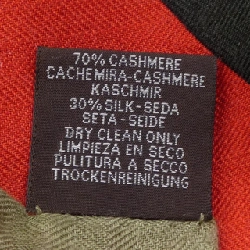 70% CASHMERE
CACHEMIRA-CASHMERE
KASCHMIR
30% SILK-SEDA
SETA-SEIDE
DRY CLEAN ONLY
LIMPIEZA EN SECO
PULITURA A SECCO
TROCKENREINIGUNG